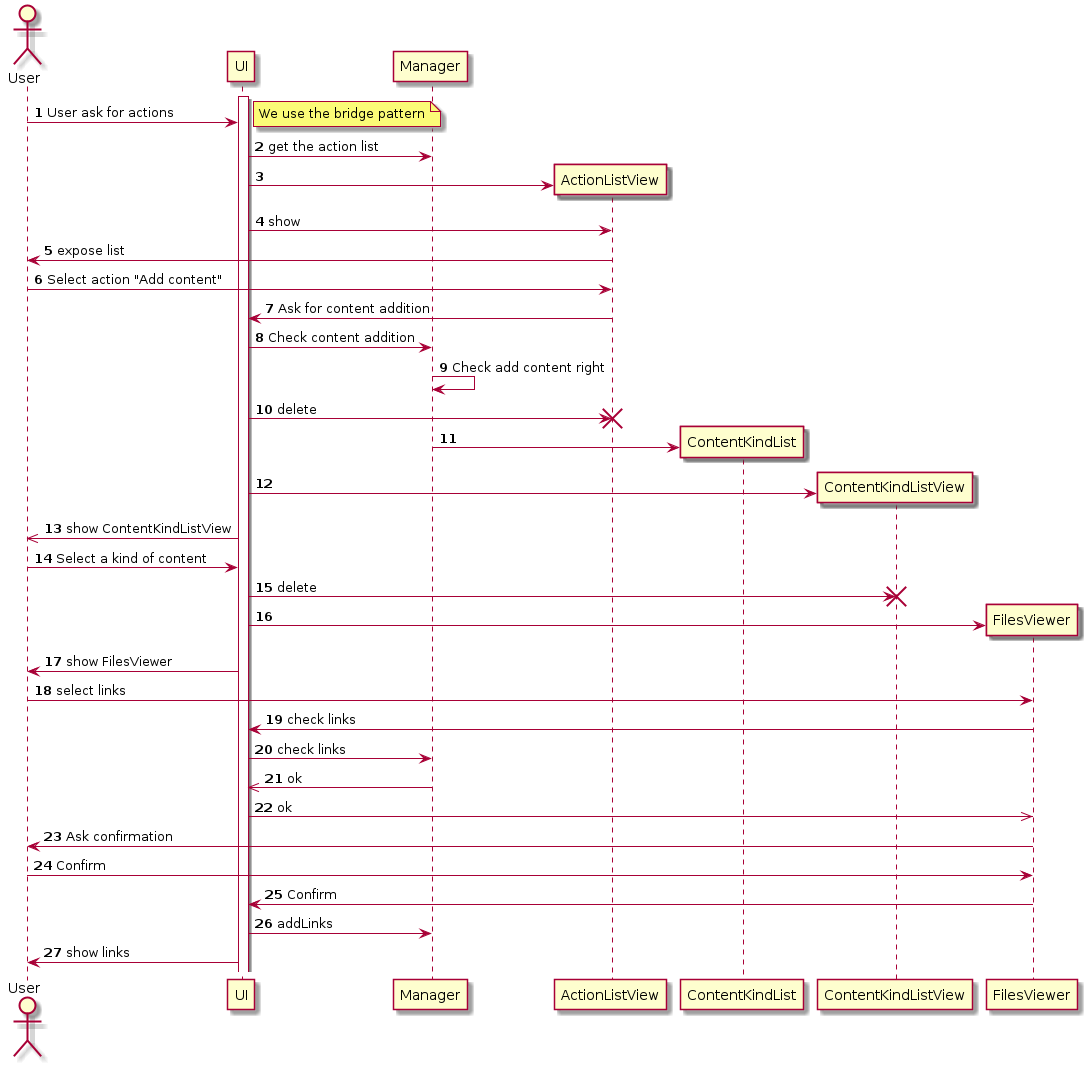 User
UI
Manager
1 User ask for actions
We use the bridge pattern
2 get the action list
3
ActionListView
4 show
5 expose list
6 Select action "Add content"
7 Ask for content addition
8 Check content addition
9 Check add content right
10 delete
11
ContentKindList
12
ContentKindListView
13 show ContentKindListView
14 Select a kind of content
15 delete
16
FilesViewer
17 show FilesViewer
18 select links
19 check links
20 check links
21 ok
22 ok
23 Ask confirmation
24 Confirm
25 Confirm
26 addLinks
27 show links
User
UI
Manager
ActionListView
ContentKindList
ContentKindListView
FilesViewer